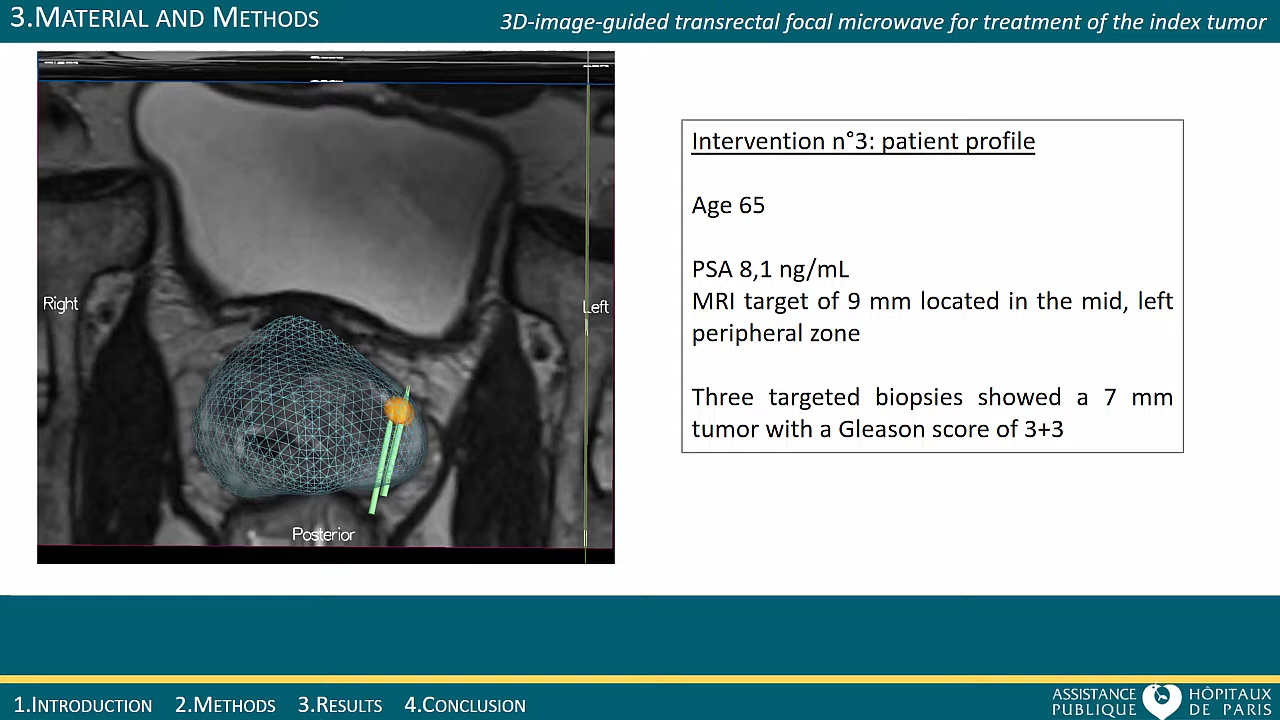 3.Material and Methods
3D-image-guided transrectal focal microwave for treatment of the index tumor
Right
Left
Posterior
Intervention n°3: patient profile
Age 65
PSA 8,1 ng/mL
MRI target of 9 mm located in the mid, left
peripheral zone
Three targeted biopsies showed a 7 mm
tumor with a Gleason score of 3+3
1.Introduction 2.Methods 3.Results 4.Conclusion
ASSISTANCE HÔPITAUX
PUBLIQUE DE PARIS